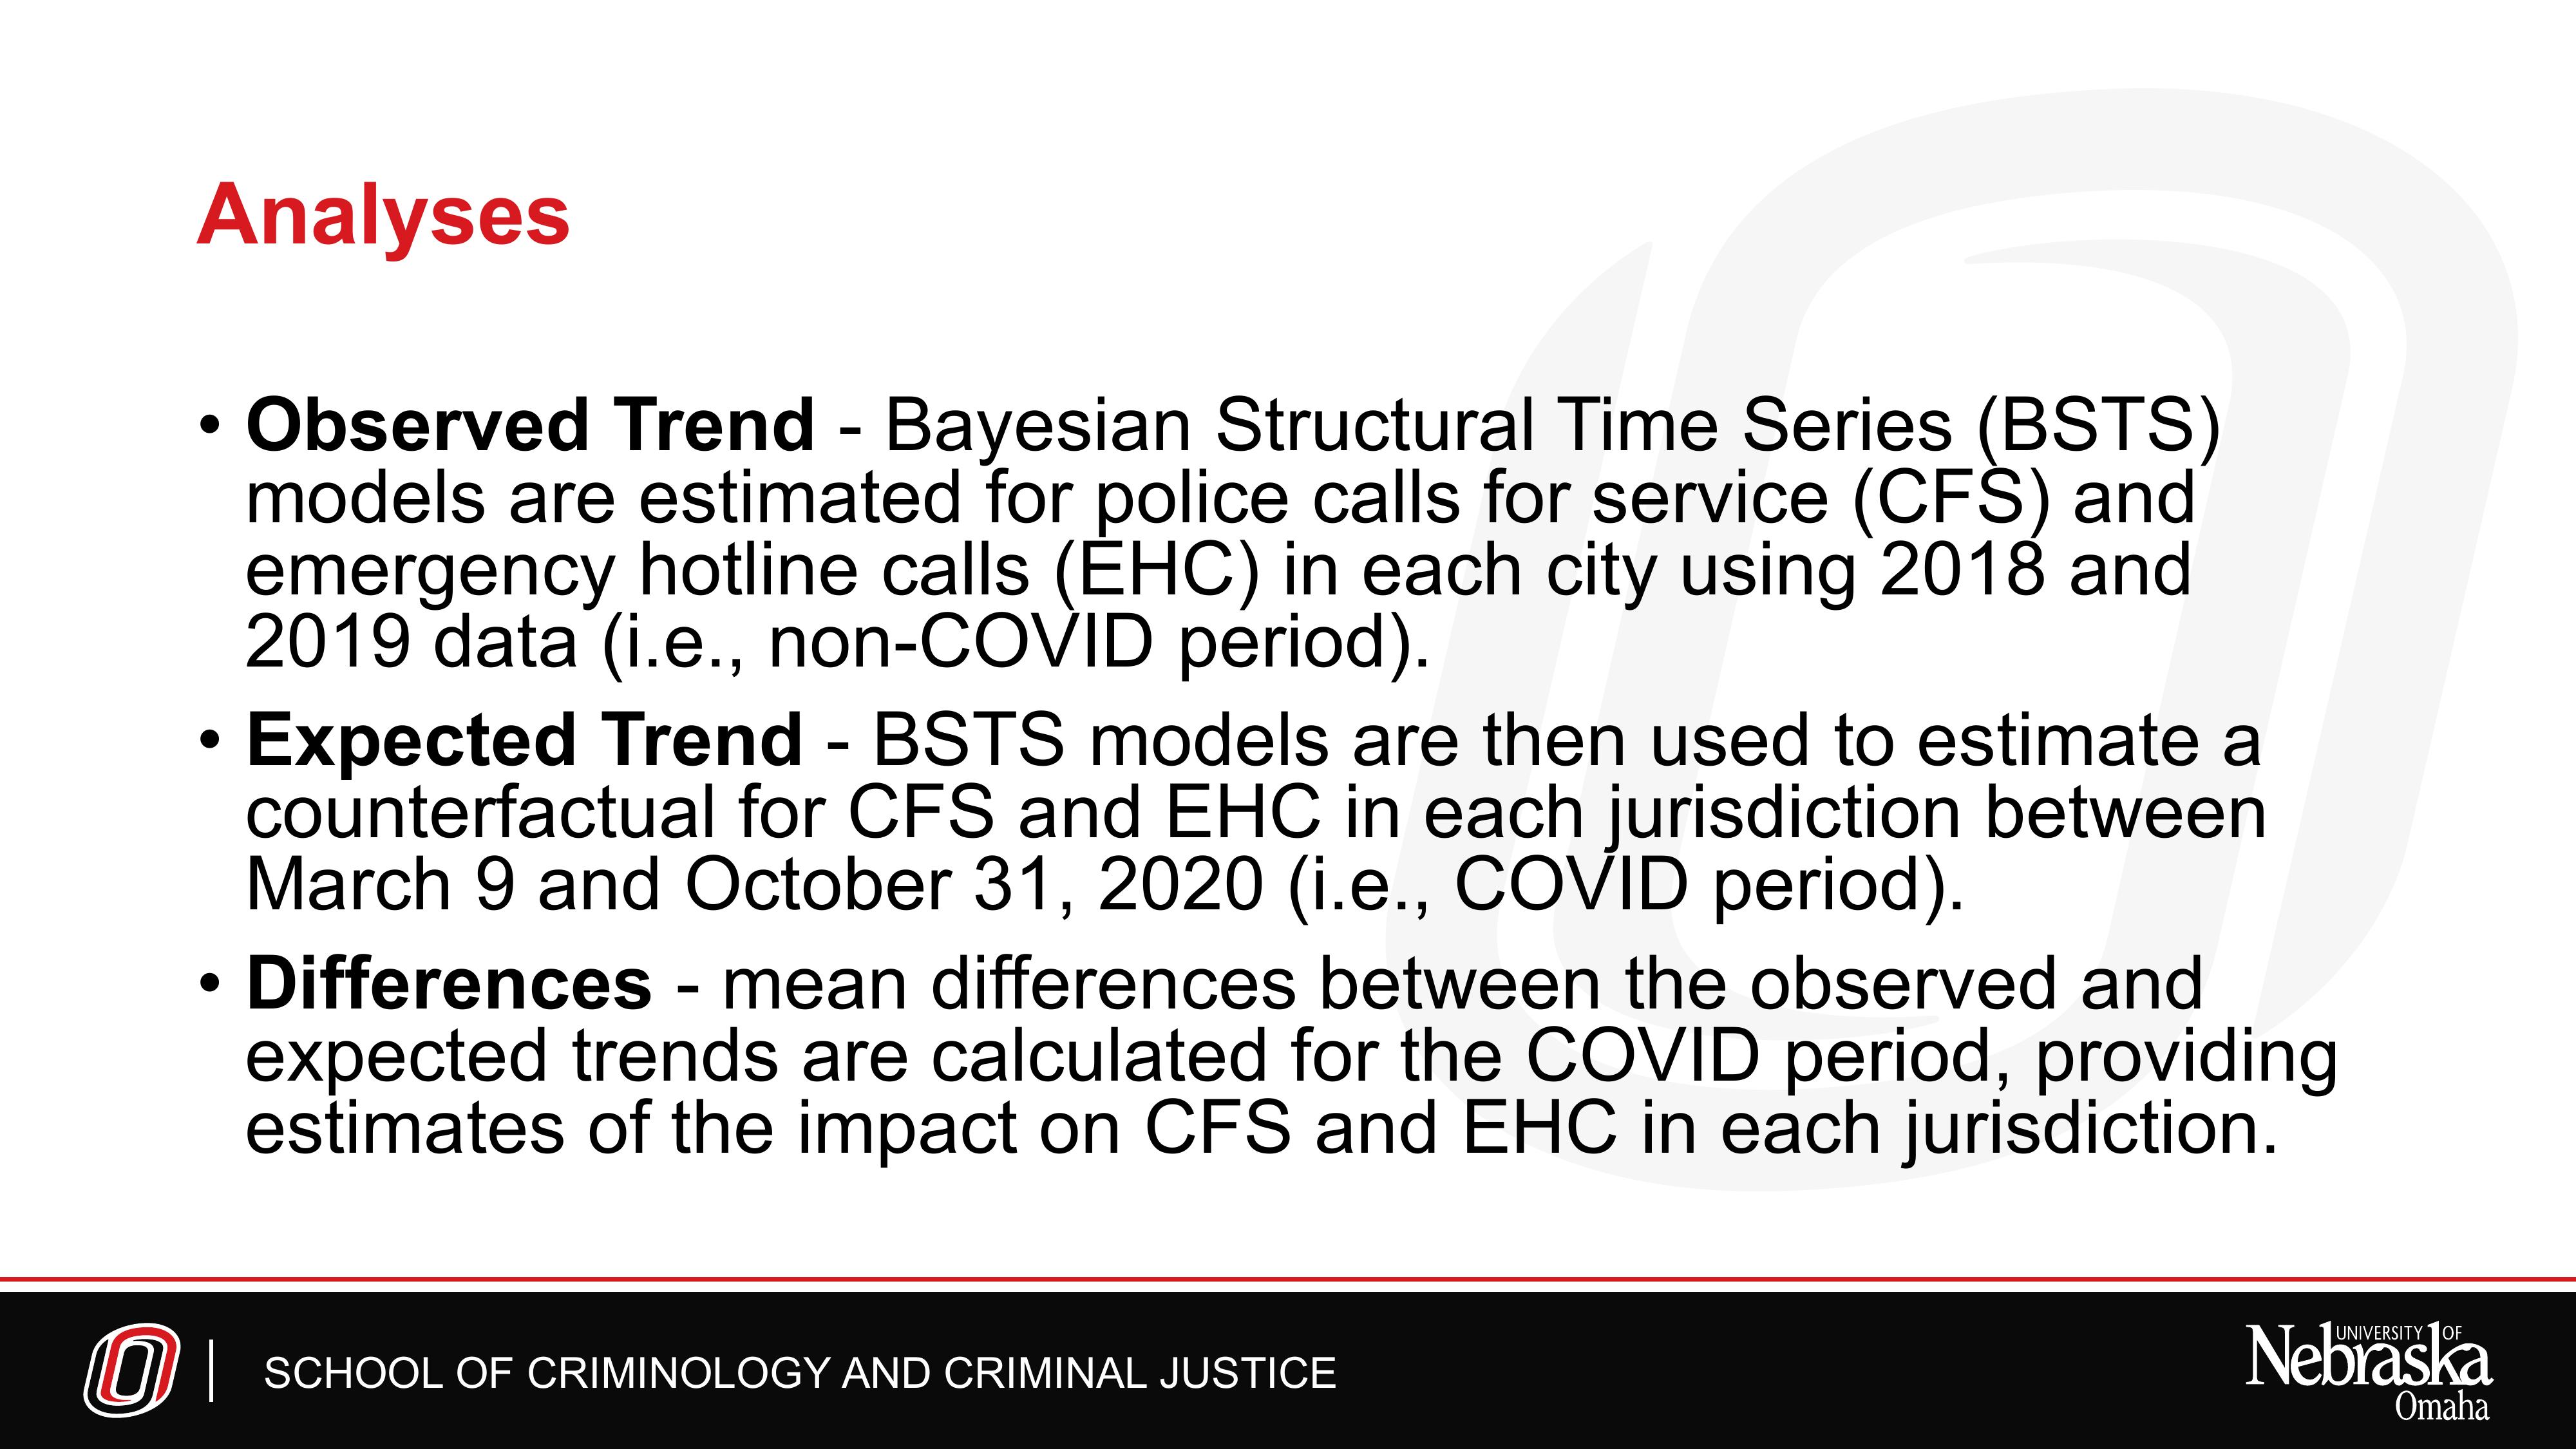 Analyses
• Observed Trend - Bayesian Structural Time Series (BSTS)
models are estimated for police calls for service (CFS) and
emergency hotline calls (EHC) in each city using 2018 and
2019 data (i.e., non-COVID period).
• Expected Trend - BSTS models are then used to estimate a
counterfactual for CFS and EHC in each jurisdiction between
March 9 and October 31, 2020 (i.e., COVID period).
• Differences - mean differences between the observed and
expected trends are calculated for the COVID period, providing
estimates of the impact on CFS and EHC in each jurisdiction.
SCHOOL OF CRIMINOLOGY AND CRIMINAL JUSTICE
UNIVERSITY OF
Nebraska
Omaha